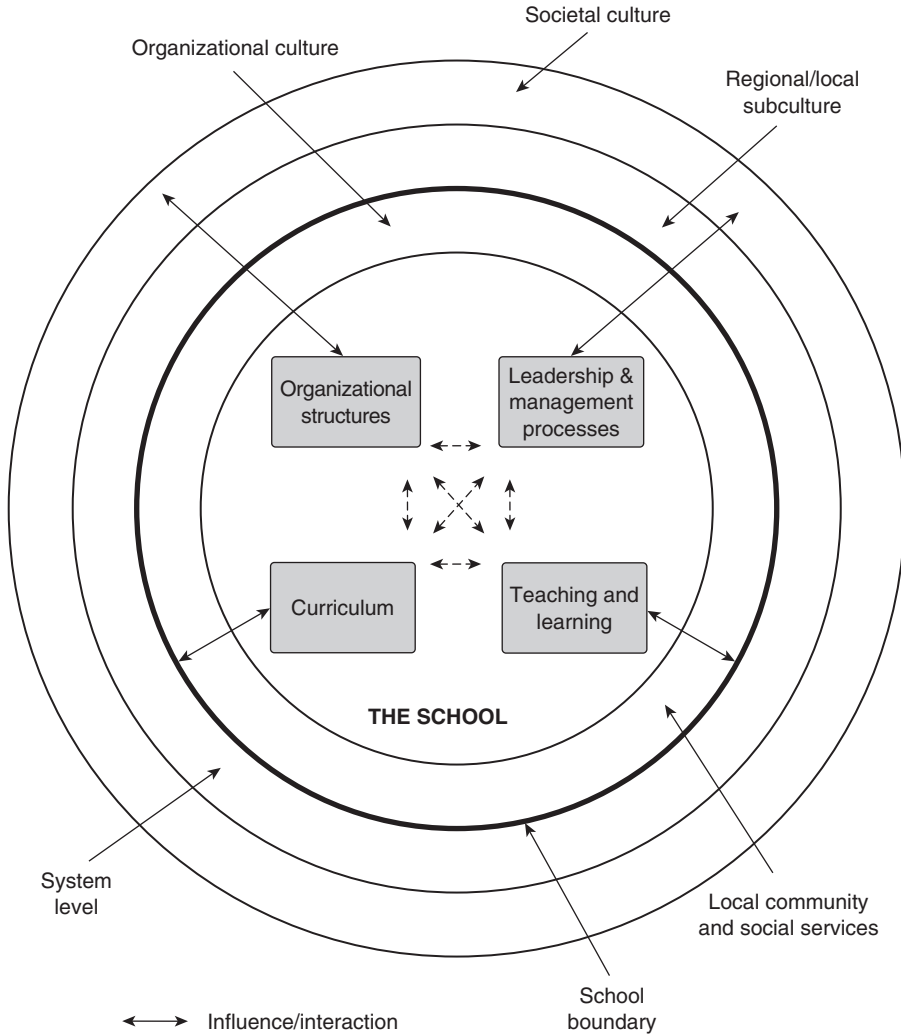 Societal culture
Organizational culture
Regional/local
subculture
Organizational
structures
Leadership &
management
processes
Curriculum
Teaching and
learning
THE SCHOOL
System
level
Local community
and social services
School
boundary
Influence/interaction